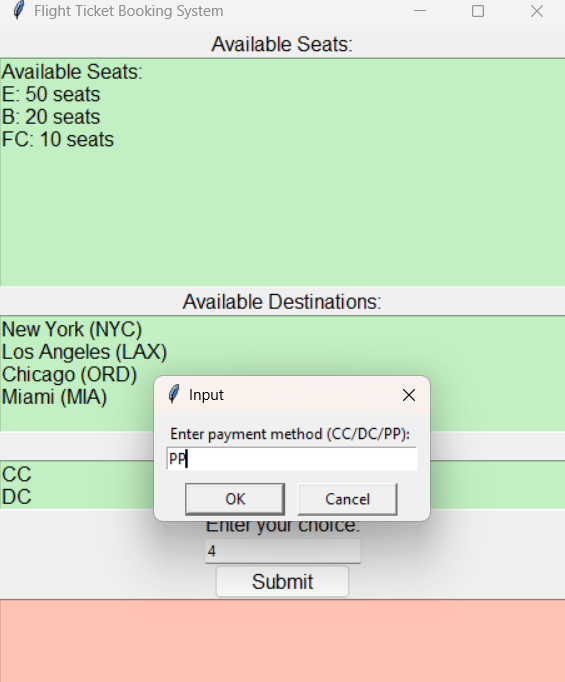 Flight Ticket Booking System
Available Seats:
Available Seats:
E: 50 seats
B: 20 seats
FC: 10 seats
Available Destinations:
New York (NYC)
Los Angeles (LAX)
Chicago (ORD)
Miami (MIA)
Input
Enter payment method (CC/DC/PP):
PP
OK Cancel
CC
DC
Enter your choice:
4
Submit